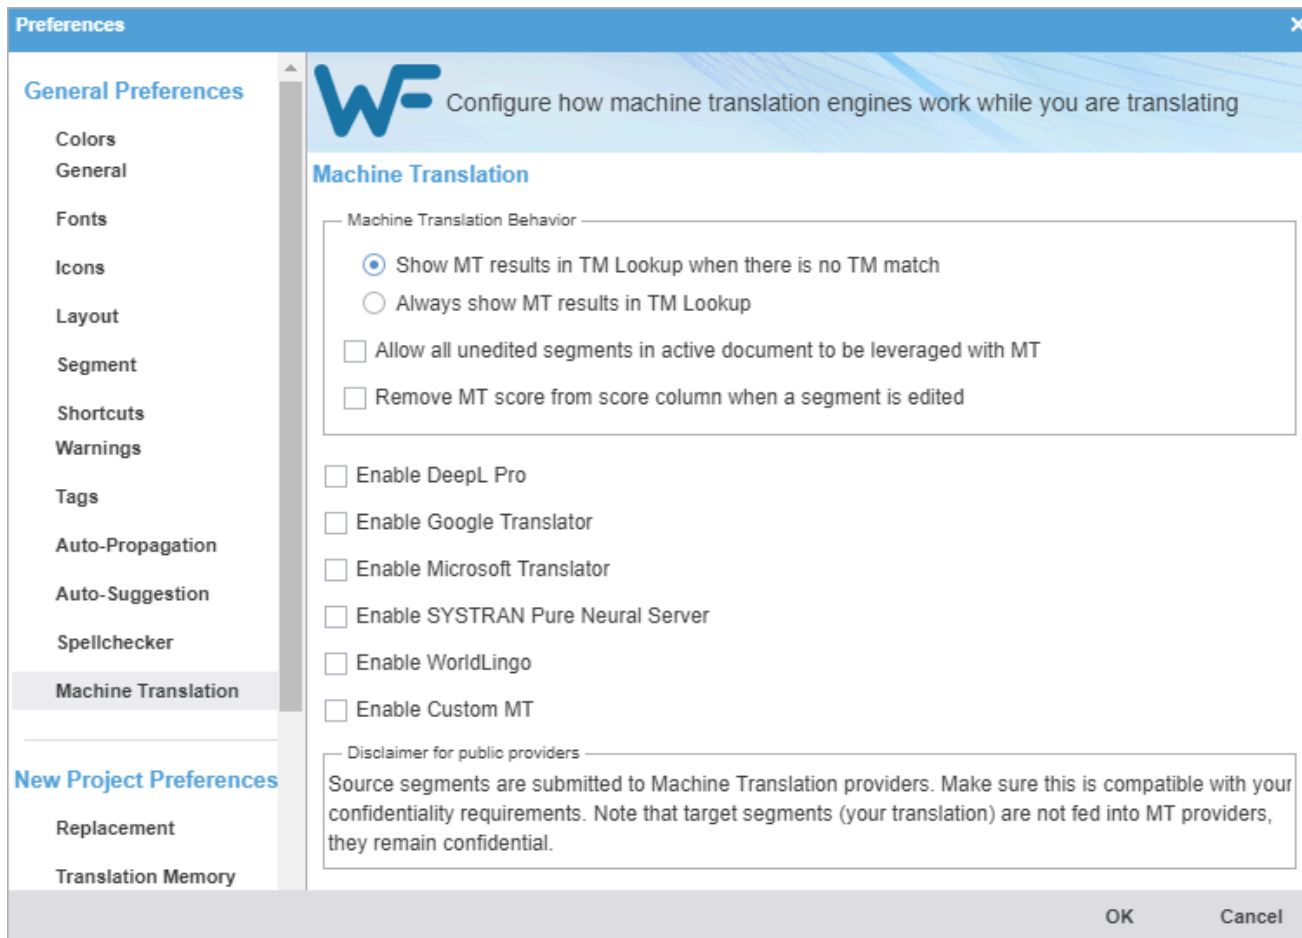 Preferences
General Preferences
Colors
General
Fonts
Icons
Layout
Segment
Shortcuts
Warnings
Tags
Auto-Propagation
Auto-Suggestion
Spellchecker
Machine Translation
New Project Preferences
Replacement
Translation Memory
WF
Configure how machine translation engines work while you are translating
Machine Translation
Machine Translation Behavior
Show MT results in TM Lookup when there is no TM match
Always show MT results in TM Lookup
Allow all unedited segments in active document to be leveraged with MT
Remove MT score from score column when a segment is edited
Enable DeepL Pro
Enable Google Translator
Enable Microsoft Translator
Enable SYSTRAN Pure Neural Server
Enable WorldLingo
Enable Custom MT
Disclaimer for public providers
Source segments are submitted to Machine Translation providers. Make sure this is compatible with your
confidentiality requirements. Note that target segments (your translation) are not fed into MT providers,
they remain confidential.
OK
Cancel